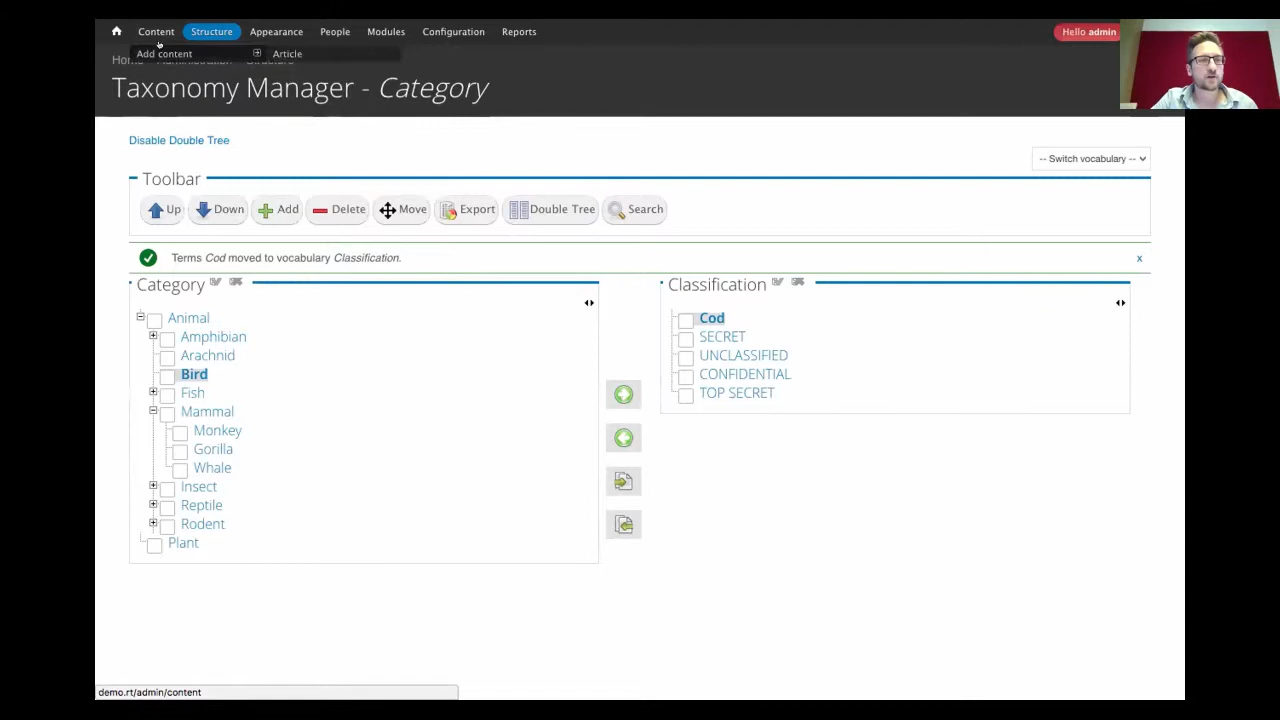 Content Structure Appearance People Modules Configuration Reports Hello admin
Add content Article
Home Administration Structure
Taxonomy Manager - Category
Disable Double Tree
-- Switch vocabulary --
Toolbar
Up Down Add Delete Move Export Double Tree Search
Terms Cod moved to vocabulary Classification. x
Category
Animal
Amphibian
Arachnid
Bird
Fish
Mammal
Monkey
Gorilla
Whale
Insect
Reptile
Rodent
Plant
Classification
Cod
SECRET
UNCLASSIFIED
CONFIDENTIAL
TOP SECRET
demo.rt/admin/content